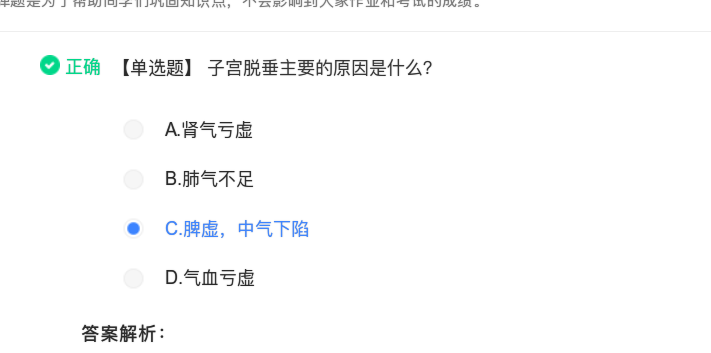 择题是为了帮助同学们巩固知识点，不会影响到大家作业和考试的成绩。
正确 【单选题】 子宫脱垂主要的原因是什么?
A.肾气亏虚
B.肺气不足
C.脾虚，中气下陷
D.气血亏虚
答案解析：